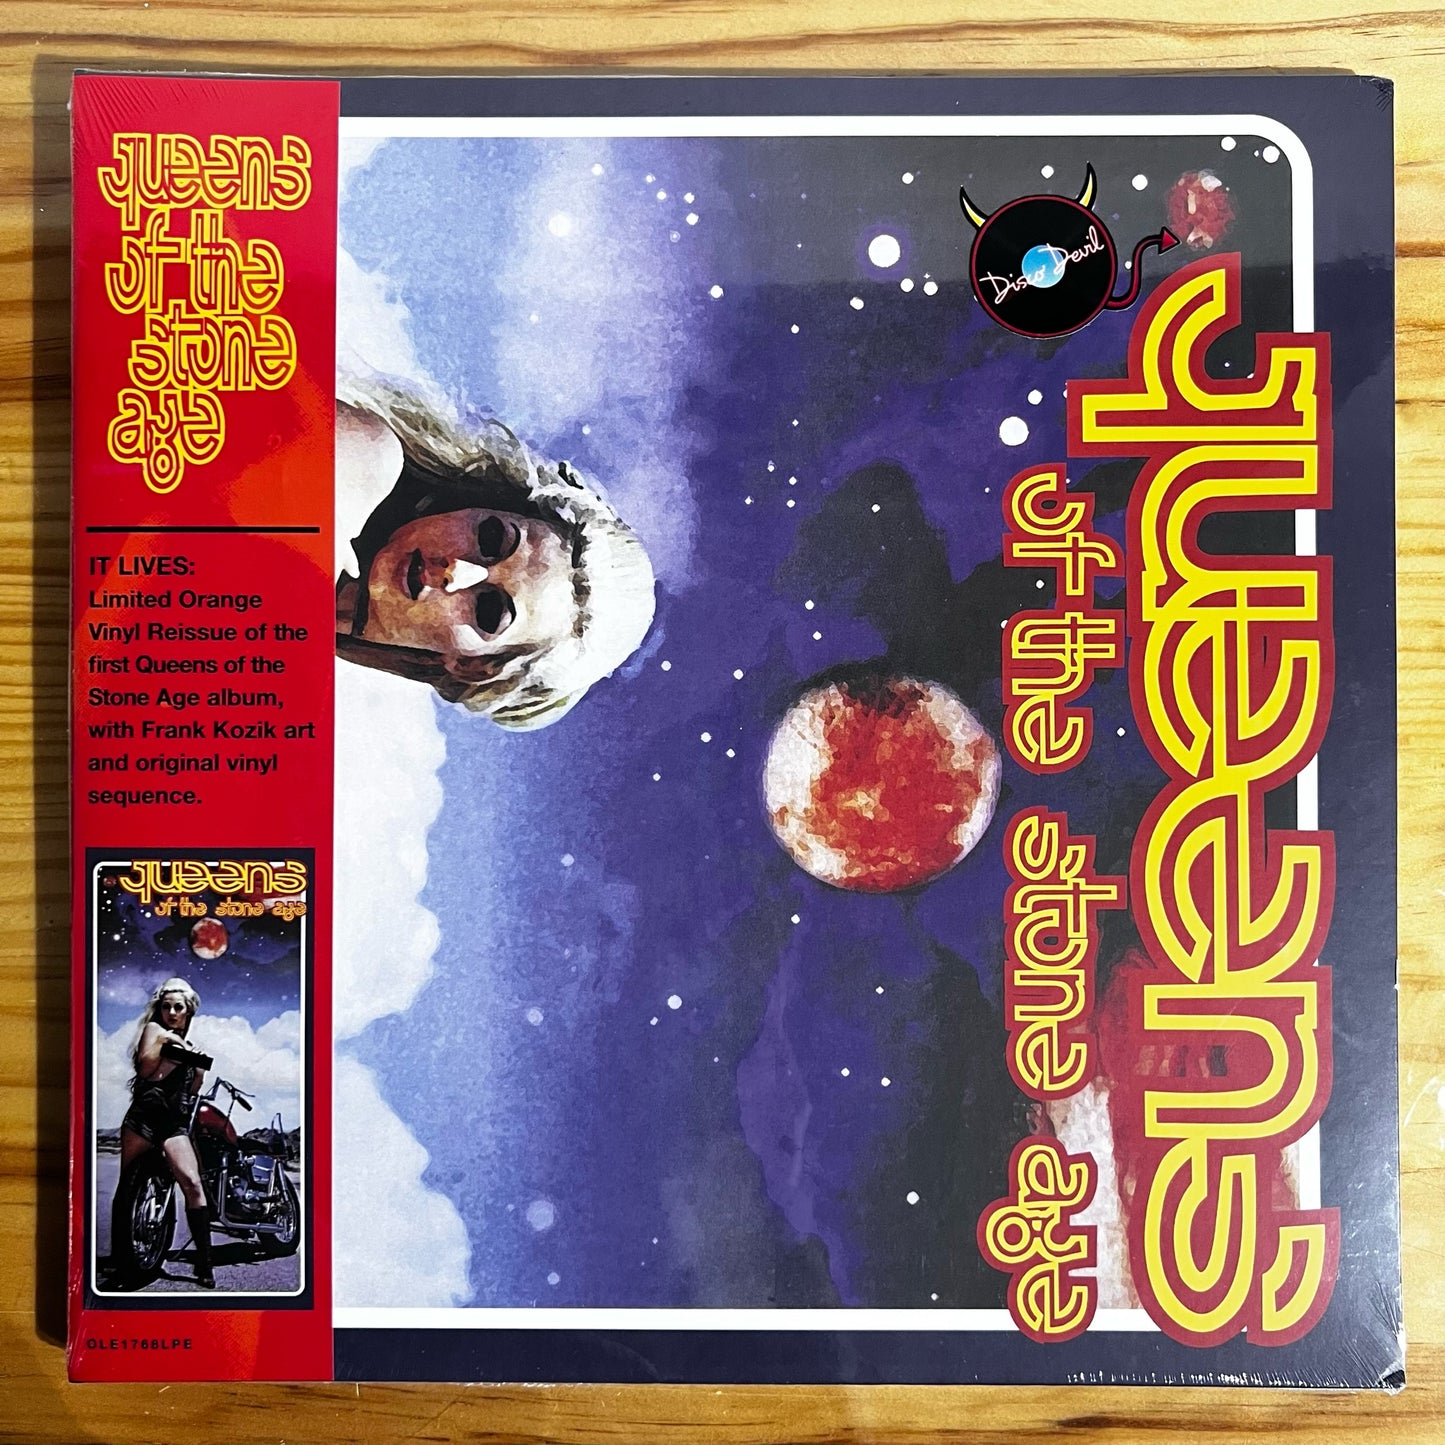 queens
of the
stone
age
IT LIVES:
Limited Orange
Vinyl Reissue of the
first Queens of the
Stone Age album,
with Frank Kozik art
and original vinyl
sequence.
queens
of the stone age
OLE1768LPE
Disco Devil
queens
of the stone age